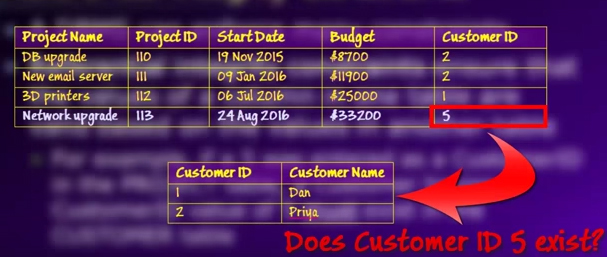 Project Name Project ID Start Date Budget Customer ID
DB upgrade 110 19 Nov 2015 $8700 2
New email server 111 09 Jan 2016 $11900 2
3D printers 112 06 Jul 2016 $25000 1
Network upgrade 113 24 Aug 2016 $33200 5
Customer ID Customer Name
1 Dan
2 Priya
Does Customer ID 5 exist?